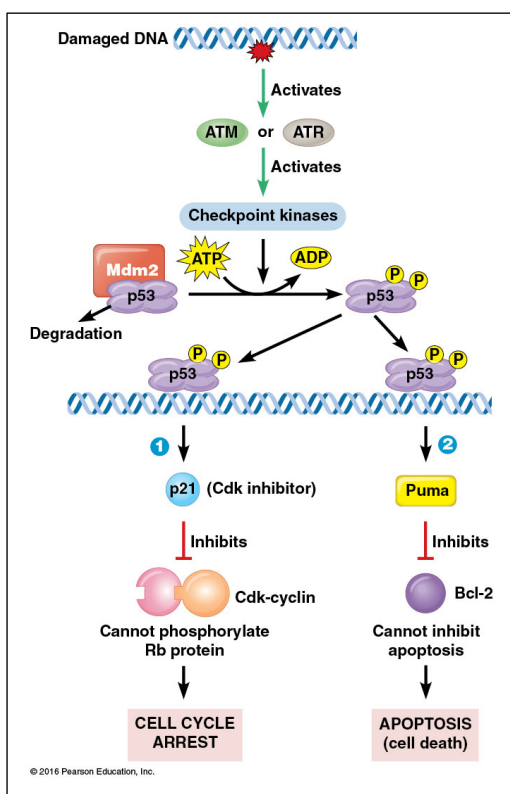 Damaged DNA
Activates
ATM or ATR
Activates
Checkpoint kinases
Mdm2
ATP
ADP
p53
P P
p53
Degradation
P P
p53
P P
p53
1
2
p21 (Cdk inhibitor)
Puma
Inhibits
Inhibits
Cdk-cyclin
Bcl-2
Cannot phosphorylate
Rb protein
Cannot inhibit
apoptosis
CELL CYCLE
ARREST
APOPTOSIS
(cell death)
© 2016 Pearson Education, Inc.